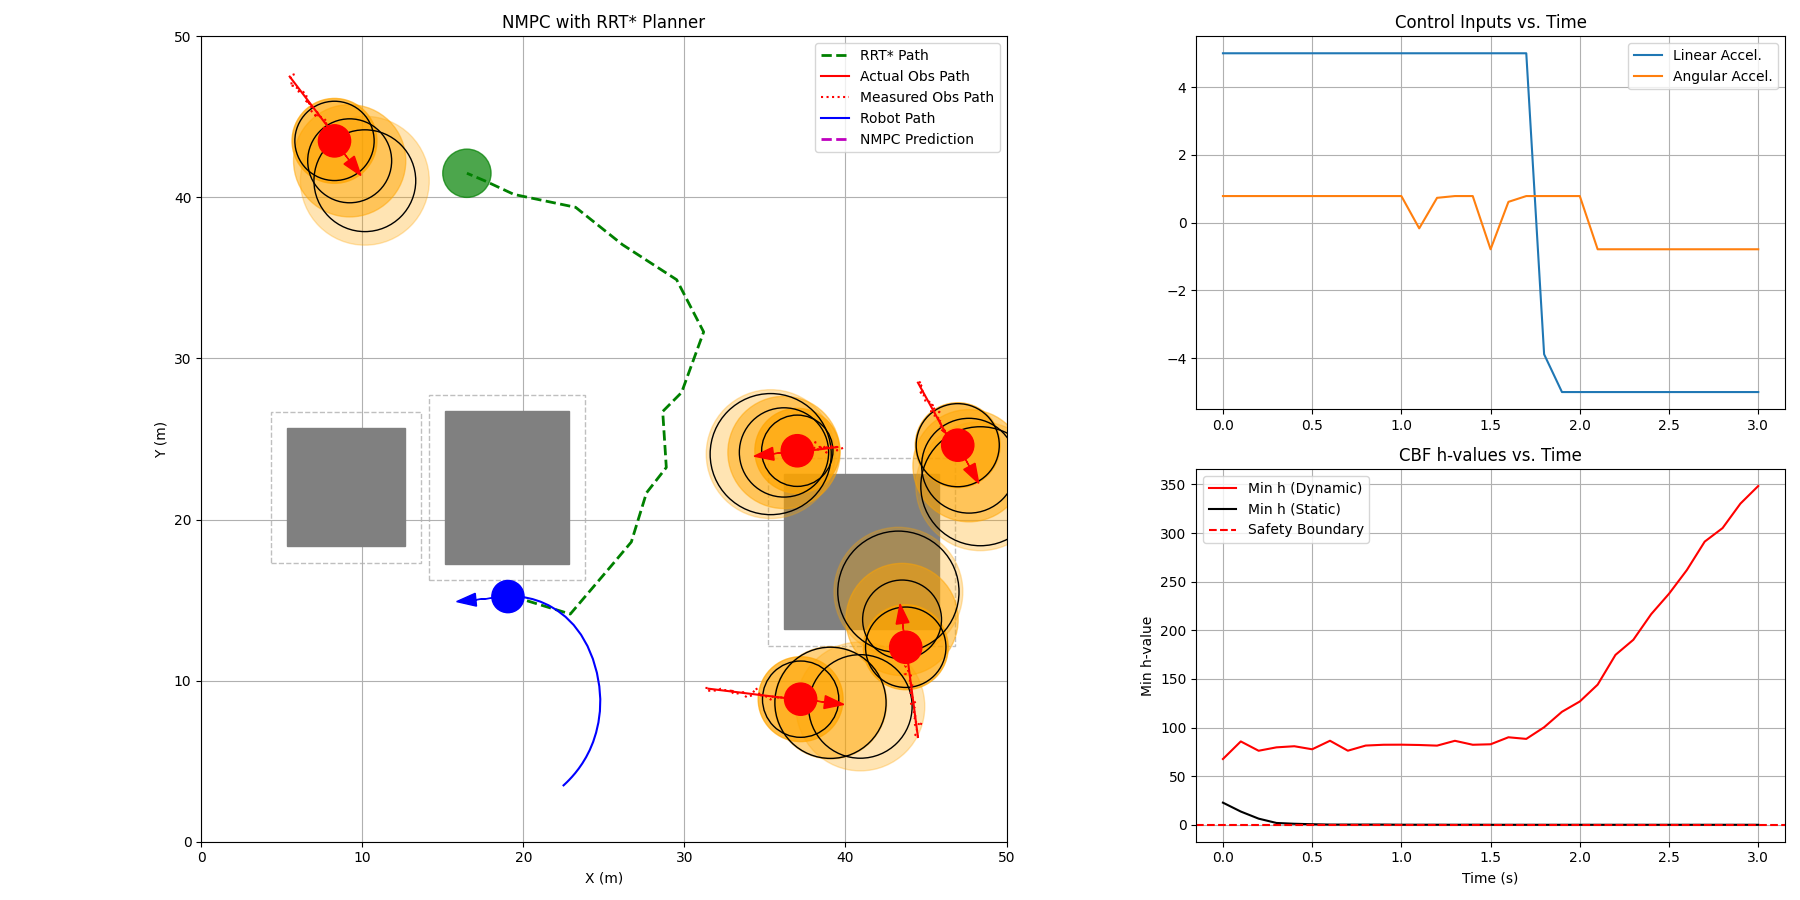 NMPC with RRT* Planner
50
40
30
20
10
0
0 10 20 30 40 50
Y (m)
X (m)
RRT* Path
Actual Obs Path
Measured Obs Path
Robot Path
NMPC Prediction
Control Inputs vs. Time
Linear Accel.
Angular Accel.
4
2
0
−2
−4
0.0 0.5 1.0 1.5 2.0 2.5 3.0
CBF h-values vs. Time
Min h (Dynamic)
Min h (Static)
Safety Boundary
350
300
250
200
150
100
50
0
Min h-value
0.0 0.5 1.0 1.5 2.0 2.5 3.0
Time (s)